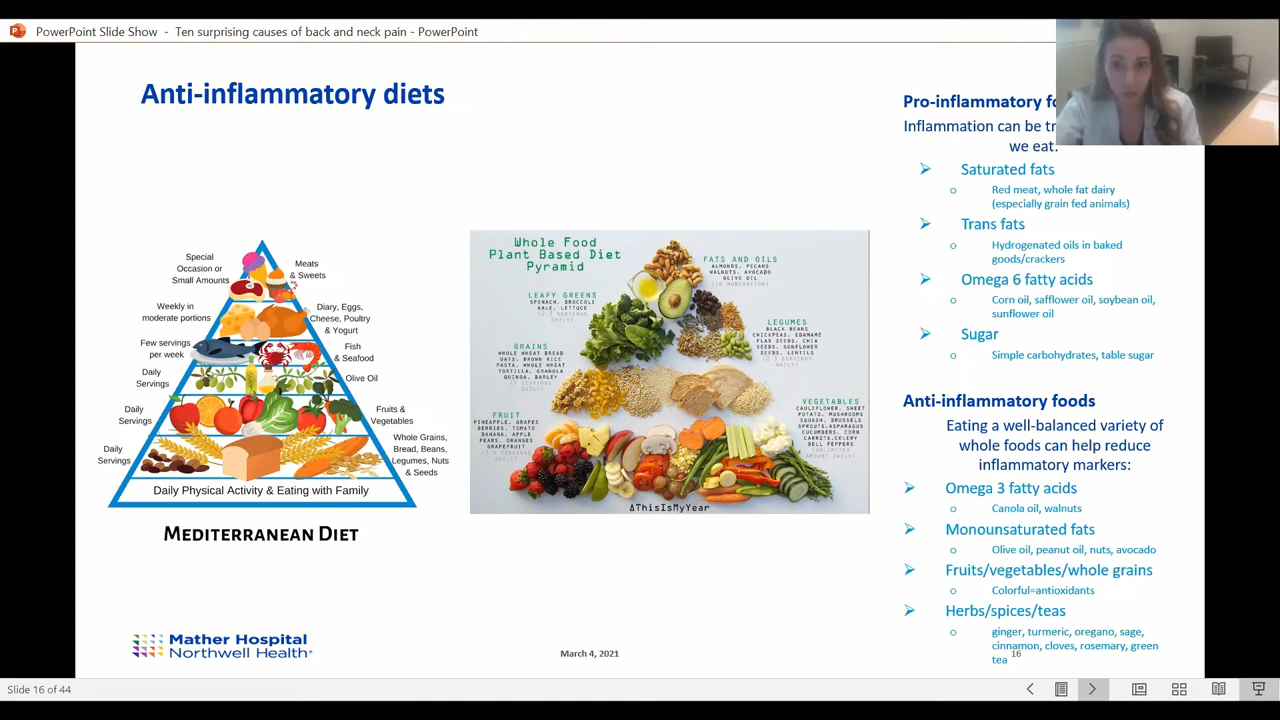 PowerPoint Slide Show - Ten surprising causes of back and neck pain - PowerPoint
Anti-inflammatory diets
Special
Occasion or
Small Amounts
Meats
& Sweets
Weekly in
moderate portions
Diary, Eggs,
Cheese, Poultry
& Yogurt
Few servings
per week
Fish
& Seafood
Daily
Servings
Olive Oil
Daily
Servings
Fruits &
Vegetables
Daily
Servings
Whole Grains,
Bread, Beans,
Legumes, Nuts
& Seeds
Daily Physical Activity & Eating with Family
MEDITERRANEAN DIET
Whole Food
Plant Based Diet
Pyramid
FATS AND OILS
ALMONDS, PECANS
WALNUTS, AVOCADO
OLIVE OIL
(IN MODERATION)
LEAFY GREENS
SPINACH, BROCCOLI
KALE, LETTUCE
LEGUMES
BLACK BEANS
CHICKPEAS, EDAMAME
FLAX SEEDS, CHIA
SEEDS, SUNFLOWER
SEEDS, LENTILS
GRAINS
WHOLE WHEAT BREAD
OATS, BROWN RICE
PASTA, WHOLE WHEAT
TORTILLA, GRANOLA
QUINOA, BARLEY
FRUIT
PINEAPPLE, GRAPES
BERRIES, TOMATO
BANANA, APPLE
PEARS, ORANGES
GRAPEFRUIT
VEGETABLES
CAULIFLOWER, SWEET
POTATO, MUSHROOMS
SQUASH, BRUSSELS
SPROUTS,ASPARAGUS
CUCUMBERS, CORN
CARROTS,CELERY
BELL PEPPERS
(UNLIMITED
AMOUNT DAILY)
ΔThisIsMyYear
Pro-inflammatory
Inflammation can be
we eat:
Saturated fats
Red meat, whole fat dairy
(especially grain fed animals)
Trans fats
Hydrogenated oils in baked
goods/crackers
Omega 6 fatty acids
Corn oil, safflower oil, soybean oil,
sunflower oil
Sugar
Simple carbohydrates, table sugar
Anti-inflammatory foods
Eating a well-balanced variety of
whole foods can help reduce
inflammatory markers:
Omega 3 fatty acids
Canola oil, walnuts
Monounsaturated fats
Olive oil, peanut oil, nuts, avocado
Fruits/vegetables/whole grains
Colorful=antioxidants
Herbs/spices/teas
ginger, turmeric, oregano, sage,
cinnamon, cloves, rosemary, green
tea
Mather Hospital
Northwell Health®
March 4, 2021
16
Slide 16 of 44